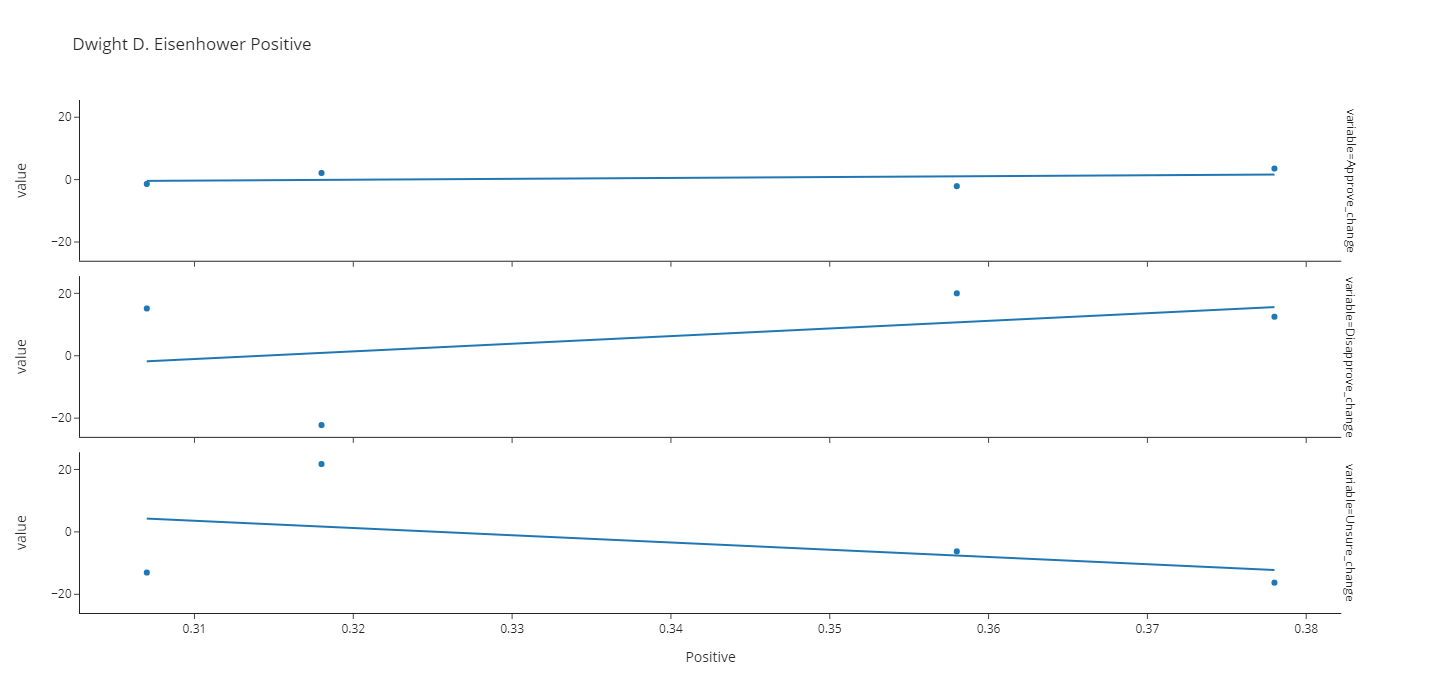 Dwight D. Eisenhower Positive
20
0
−20
value
variable=Approve_change
20
0
−20
value
variable=Disapprove_change
20
0
−20
value
variable=Unsure_change
0.31
0.32
0.33
0.34
0.35
0.36
0.37
0.38
Positive